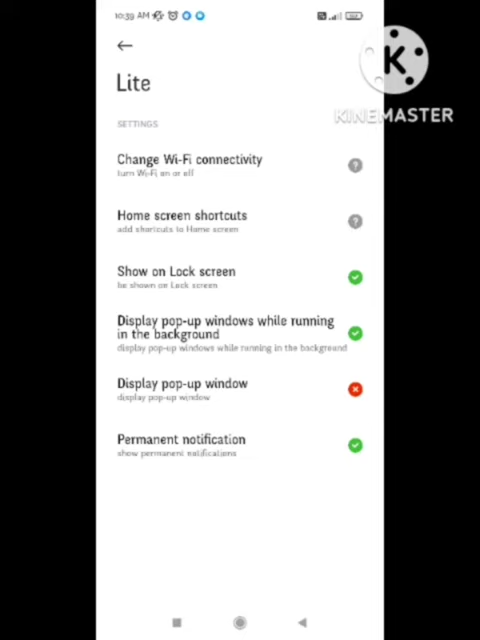 10:39 AM
K
KINEMASTER
Lite
SETTINGS
Change Wi-Fi connectivity
turn Wi-Fi on or off
?
Home screen shortcuts
add shortcuts to Home screen
?
Show on Lock screen
be shown on Lock screen
Display pop-up windows while running
in the background
display pop-up windows while running in the background
Display pop-up window
display pop-up window
Permanent notification
show permanent notifications